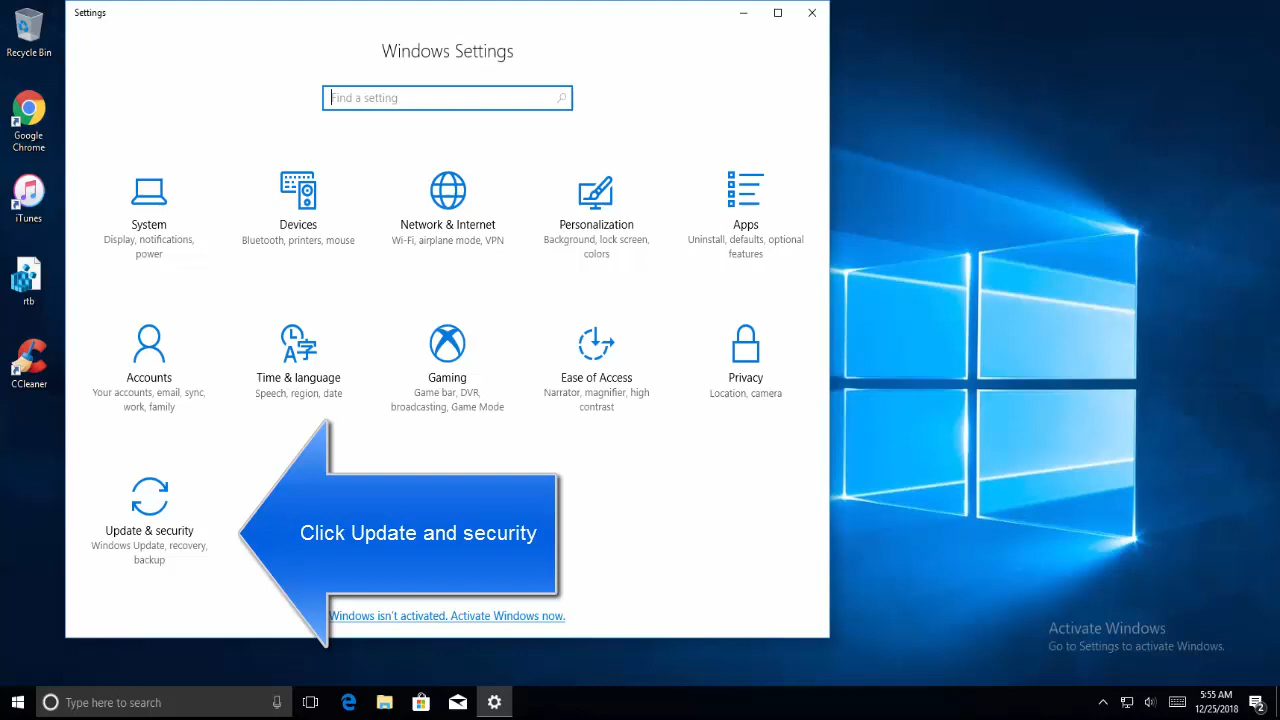 Settings
Windows Settings
Find a setting
Recycle Bin
Google
Chrome
iTunes
rtb
CCleaner
System
Display, notifications,
power
Devices
Bluetooth, printers, mouse
Network & Internet
Wi-Fi, airplane mode, VPN
Personalization
Background, lock screen,
colors
Apps
Uninstall, defaults, optional
features
Accounts
Your accounts, email, sync,
work, family
Time & language
Speech, region, date
Gaming
Game bar, DVR,
broadcasting, Game Mode
Ease of Access
Narrator, magnifier, high
contrast
Privacy
Location, camera
Update & security
Windows Update, recovery,
backup
Click Update and security
Windows isn't activated. Activate Windows now.
Activate Windows
Go to Settings to activate Windows.
Type here to search
5:55 AM
12/25/2018
2